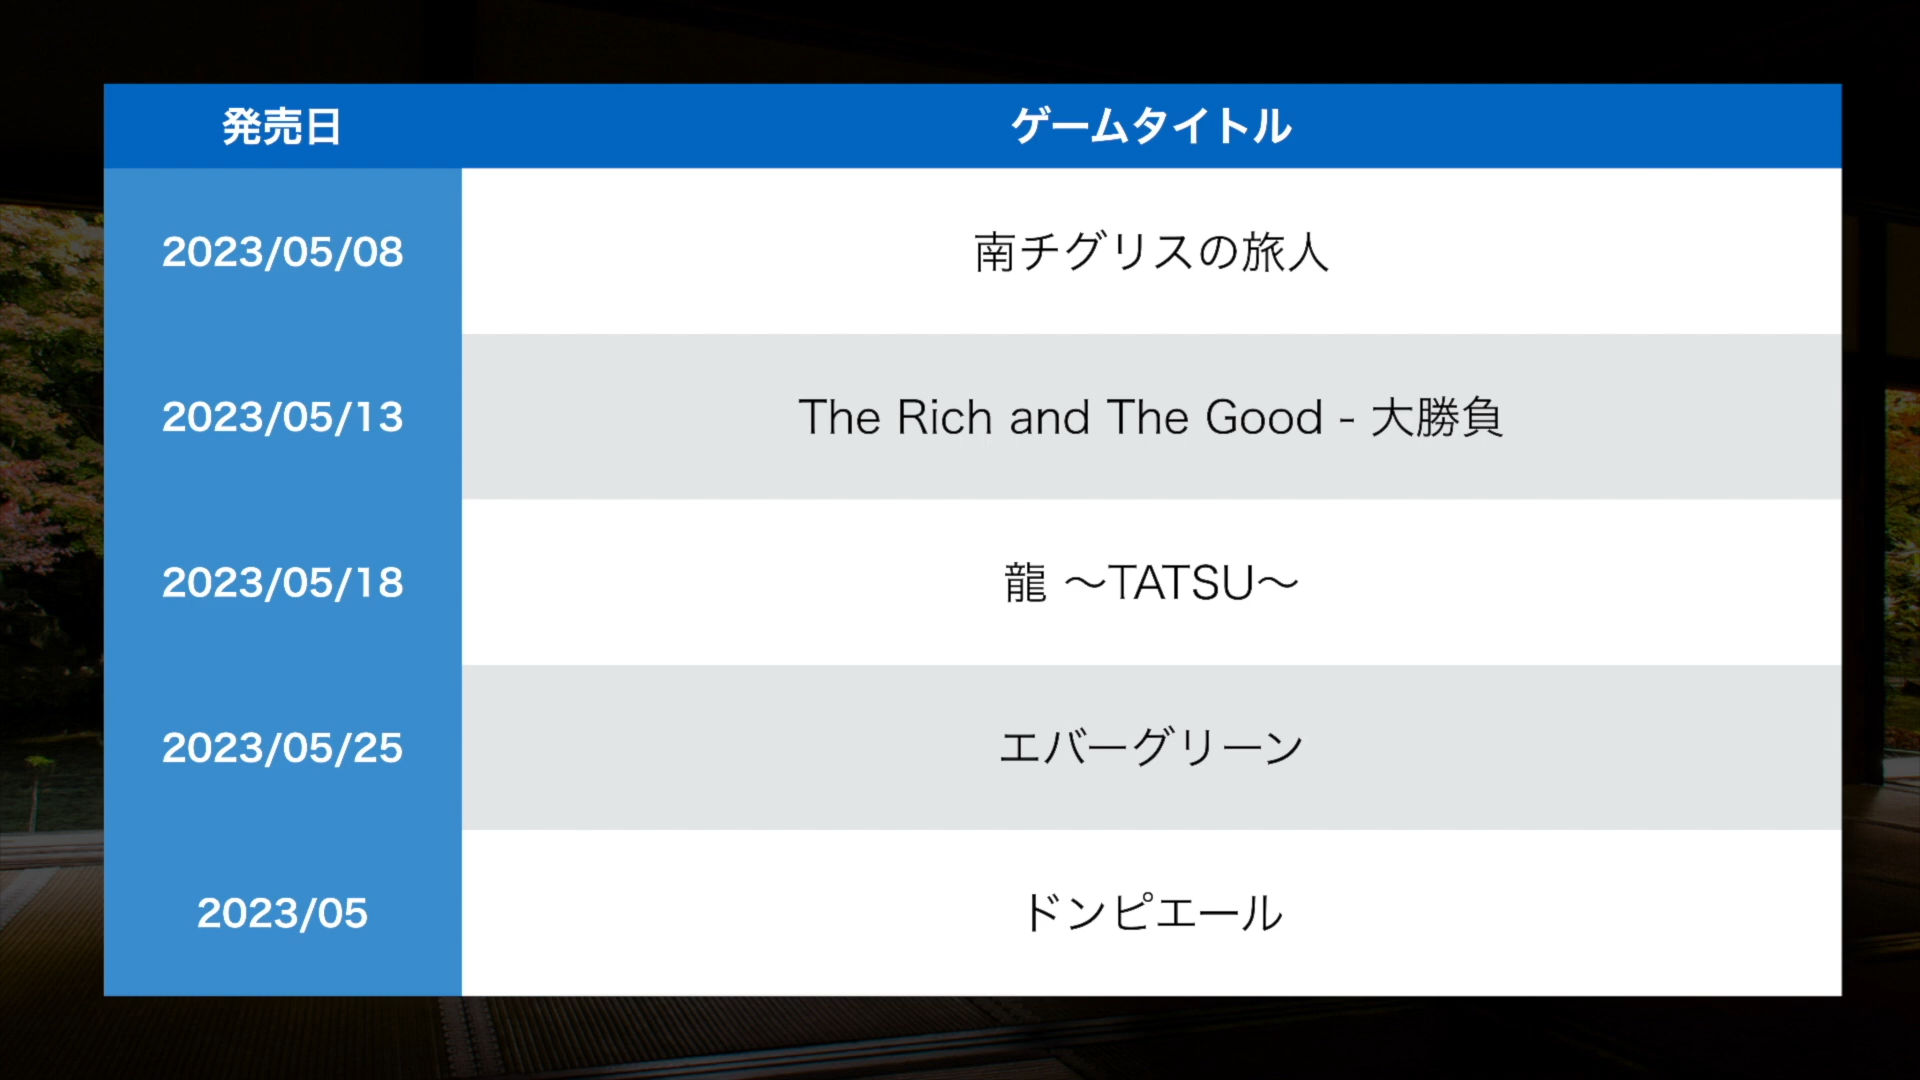 発売日 ゲームタイトル
2023/05/08 南チグリスの旅人
2023/05/13 The Rich and The Good - 大勝負
2023/05/18 龍 〜TATSU〜
2023/05/25 エバーグリーン
2023/05 ドンピエール